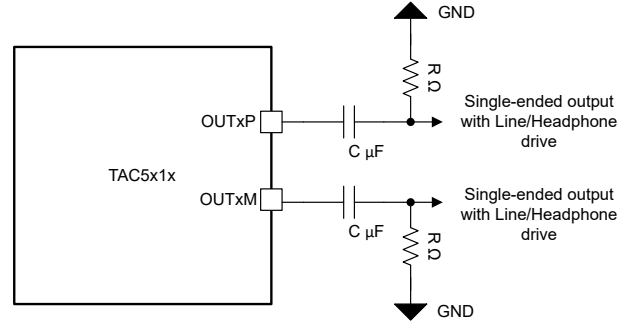 GND
R Ω
Single-ended output
with Line/Headphone
drive
OUTxP
C µF
TAC5x1x
Single-ended output
with Line/Headphone
drive
OUTxM
C µF
R Ω
GND